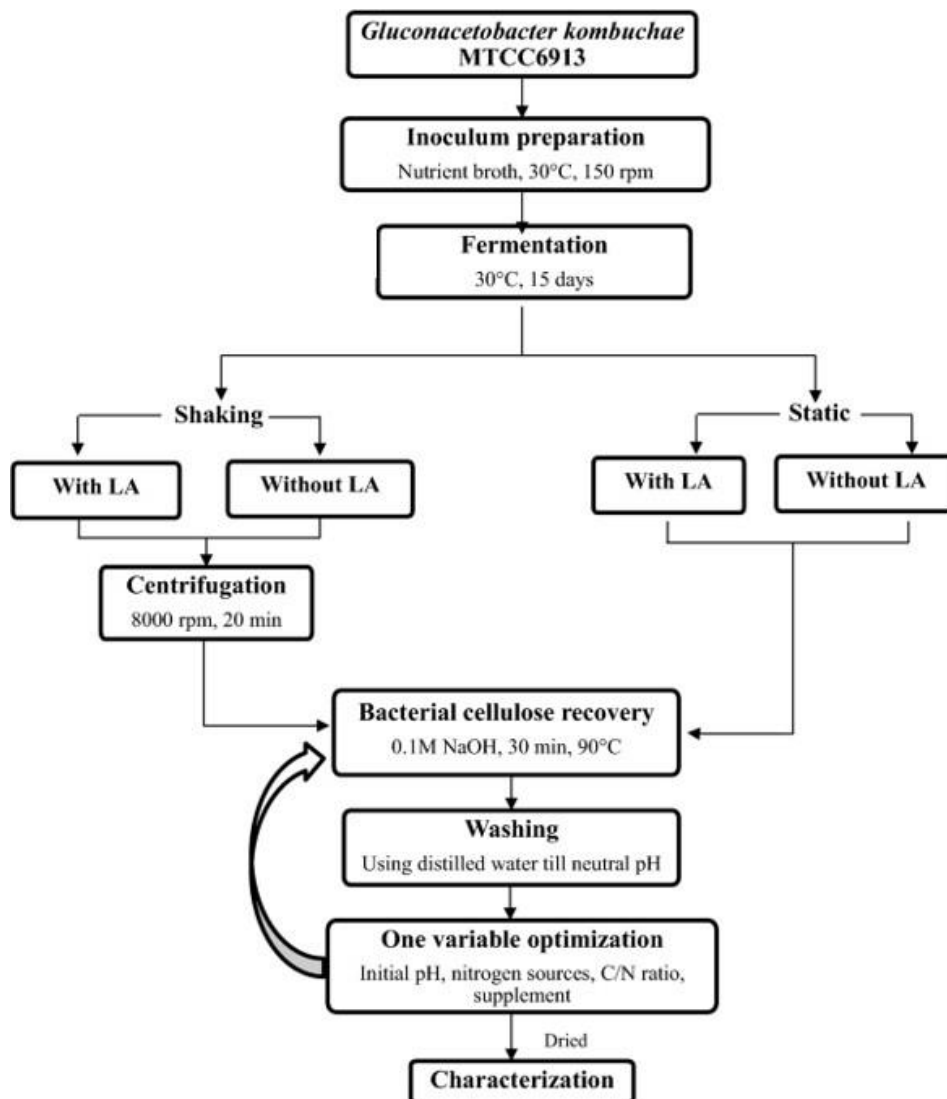 Gluconacetobacter kombuchae
MTCC6913
Inoculum preparation
Nutrient broth, 30°C, 150 rpm
Fermentation
30°C, 15 days
Shaking
Static
With LA
Without LA
With LA
Without LA
Centrifugation
8000 rpm, 20 min
Bacterial cellulose recovery
0.1M NaOH, 30 min, 90°C
Washing
Using distilled water till neutral pH
One variable optimization
Initial pH, nitrogen sources, C/N ratio,
supplement
Dried
Characterization